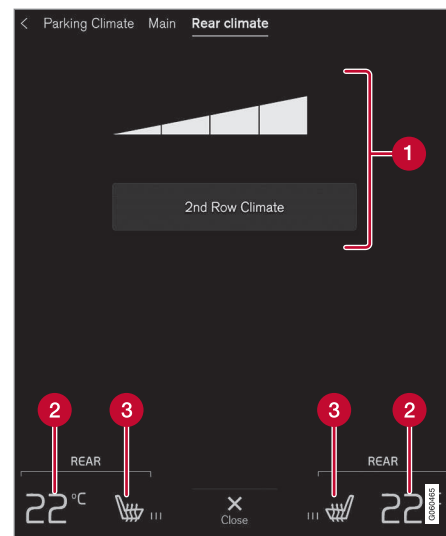 Parking Climate Main Rear climate
1
2nd Row Climate
2 3 3 2
REAR REAR
22 °C 22
Close
G060465